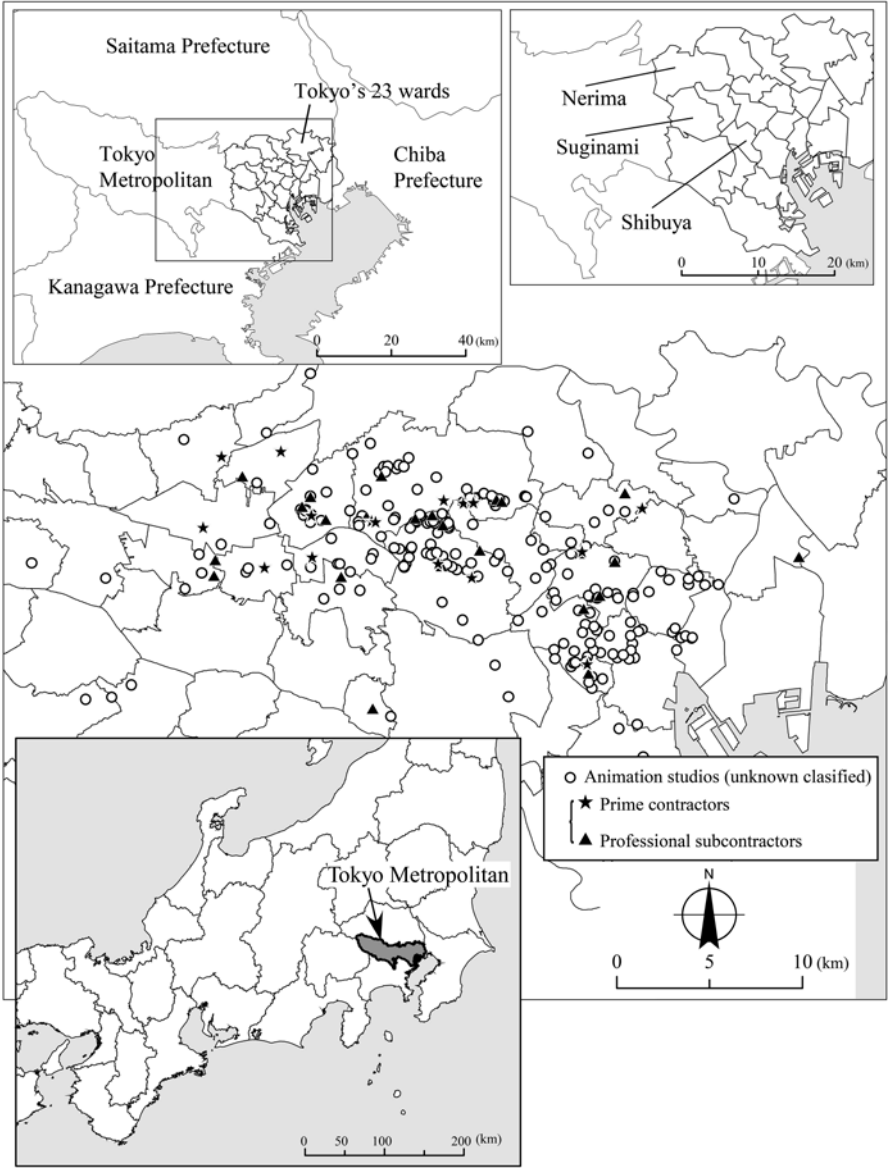 Saitama Prefecture
Tokyo's 23 wards
Tokyo
Metropolitan
Chiba
Prefecture
Kanagawa Prefecture
0 20 40 (km)
Nerima
Suginami
Shibuya
0 10 20 (km)
Animation studios (unknown clasified)
Prime contractors
Professional subcontractors
N
0 5 10 (km)
Tokyo Metropolitan
0 50 100 200 (km)